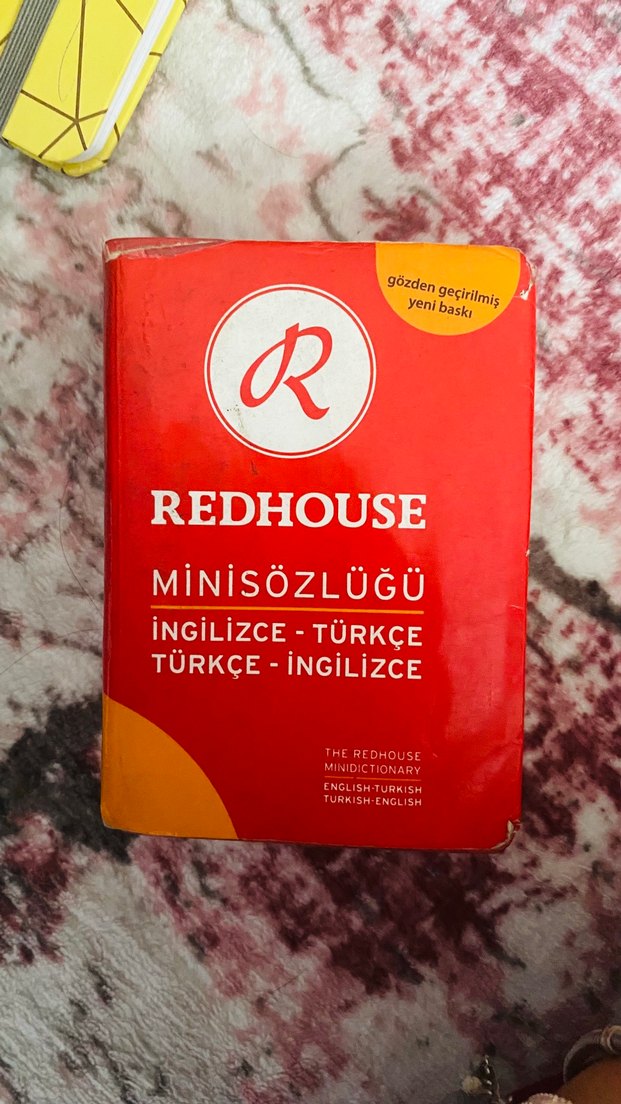 gözden geçirilmiş
yeni baskı
R
REDHOUSE
MİNİSÖZLÜĞÜ
İNGİLİZCE - TÜRKÇE
TÜRKÇE - İNGİLİZCE
THE REDHOUSE
MINIDICTIONARY
ENGLISH-TURKISH
TURKISH-ENGLISH